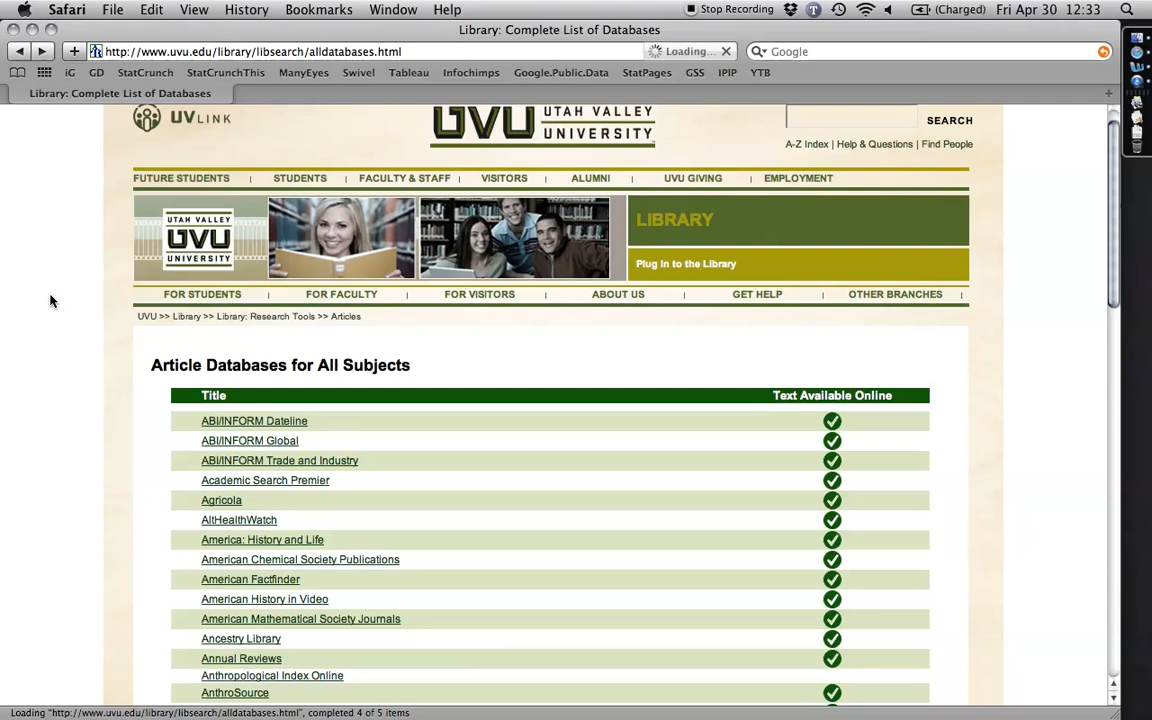 Safari File Edit View History Bookmarks Window Help Stop Recording (Charged) Fri Apr 30 12:33
Library: Complete List of Databases
http://www.uvu.edu/library/libsearch/alldatabases.html Loading... Google
iG GD StatCrunch StatCrunchThis ManyEyes Swivel Tableau Infochimps Google.Public.Data StatPages GSS IPIP YTB
Library: Complete List of Databases
UVLINK
UVU UTAH VALLEY UNIVERSITY
SEARCH
A-Z Index | Help & Questions | Find People
FUTURE STUDENTS | STUDENTS | FACULTY & STAFF | VISITORS | ALUMNI | UVU GIVING | EMPLOYMENT
UTAH VALLEY
UVU
UNIVERSITY
LIBRARY
Plug in to the Library
FOR STUDENTS | FOR FACULTY | FOR VISITORS | ABOUT US | GET HELP | OTHER BRANCHES |
UVU >> Library >> Library: Research Tools >> Articles
Article Databases for All Subjects
Title Text Available Online
ABI/INFORM Dateline
ABI/INFORM Global
ABI/INFORM Trade and Industry
Academic Search Premier
Agricola
AltHealthWatch
America: History and Life
American Chemical Society Publications
American Factfinder
American History in Video
American Mathematical Society Journals
Ancestry Library
Annual Reviews
Anthropological Index Online
AnthroSource
Loading "http://www.uvu.edu/library/libsearch/alldatabases.html", completed 4 of 5 items